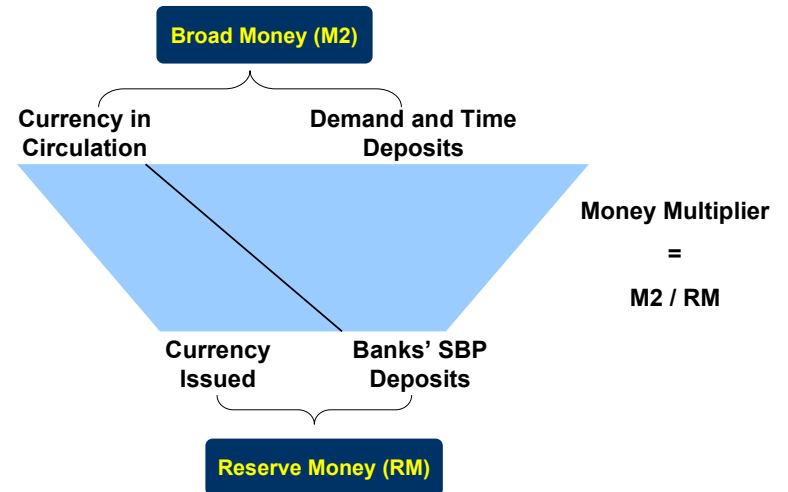 Broad Money (M2)
Currency in
Circulation
Demand and Time
Deposits
Money Multiplier
=
M2 / RM
Currency
Issued
Banks’ SBP
Deposits
Reserve Money (RM)